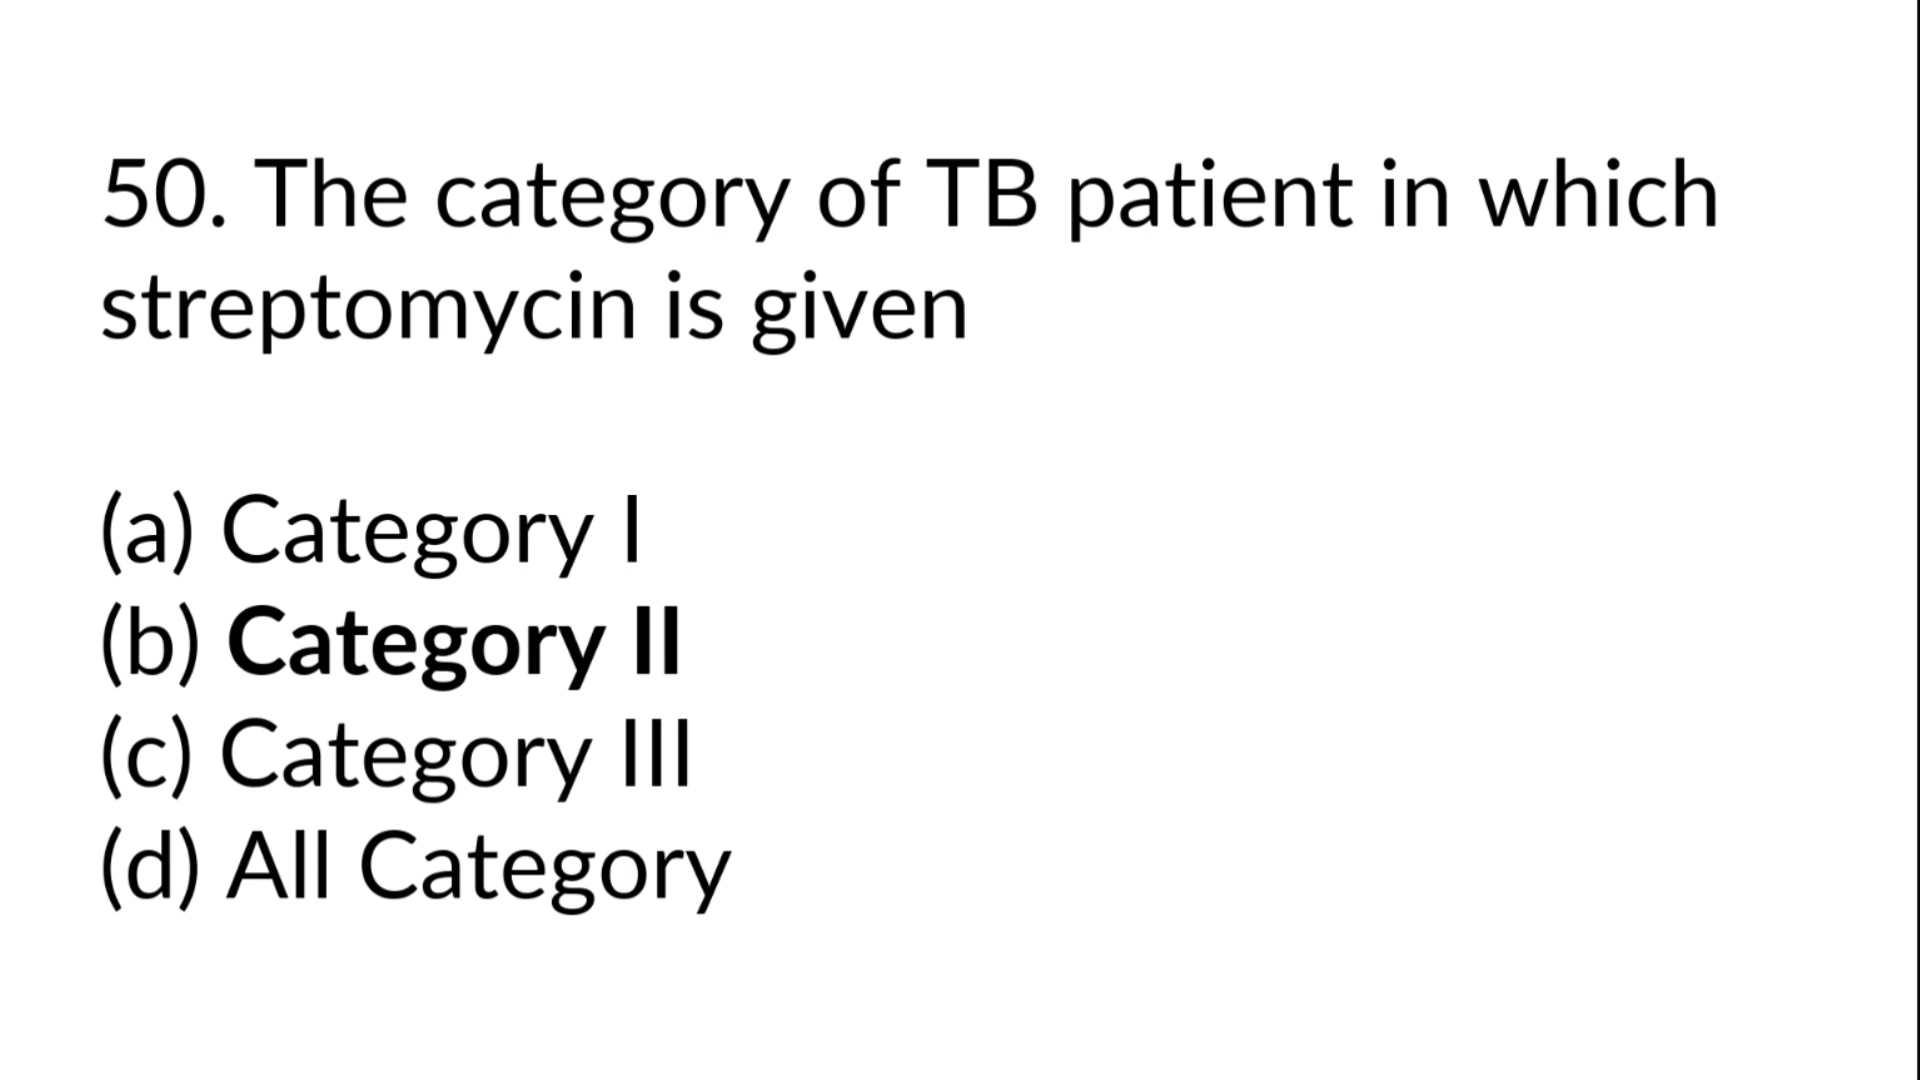 50. The category of TB patient in which
streptomycin is given
(a) Category I
(b) Category II
(c) Category III
(d) All Category